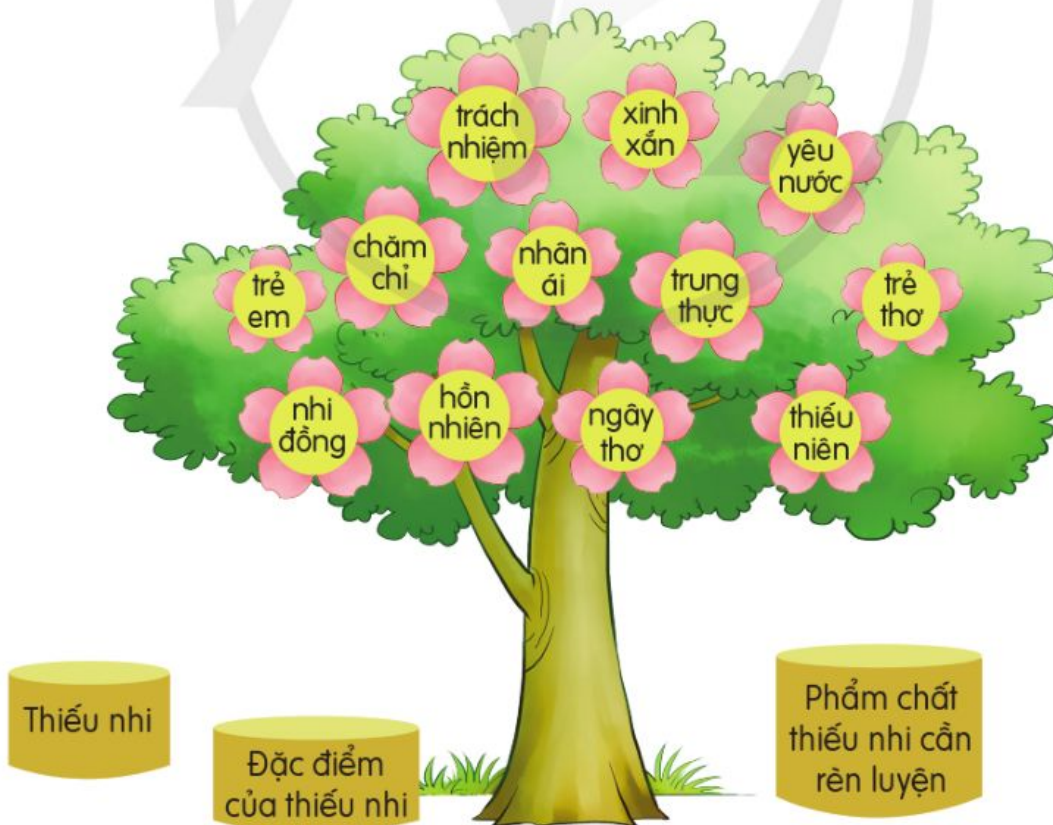 trách
nhiệm
xinh
xắn
yêu
nước
chăm
chỉ
nhân
ái
trung
thực
trẻ
em
trẻ
thơ
nhi
đồng
hồn
nhiên
ngây
thơ
thiếu
niên
Thiếu nhi
Đặc điểm
của thiếu nhi
Phẩm chất
thiếu nhi cần
rèn luyện